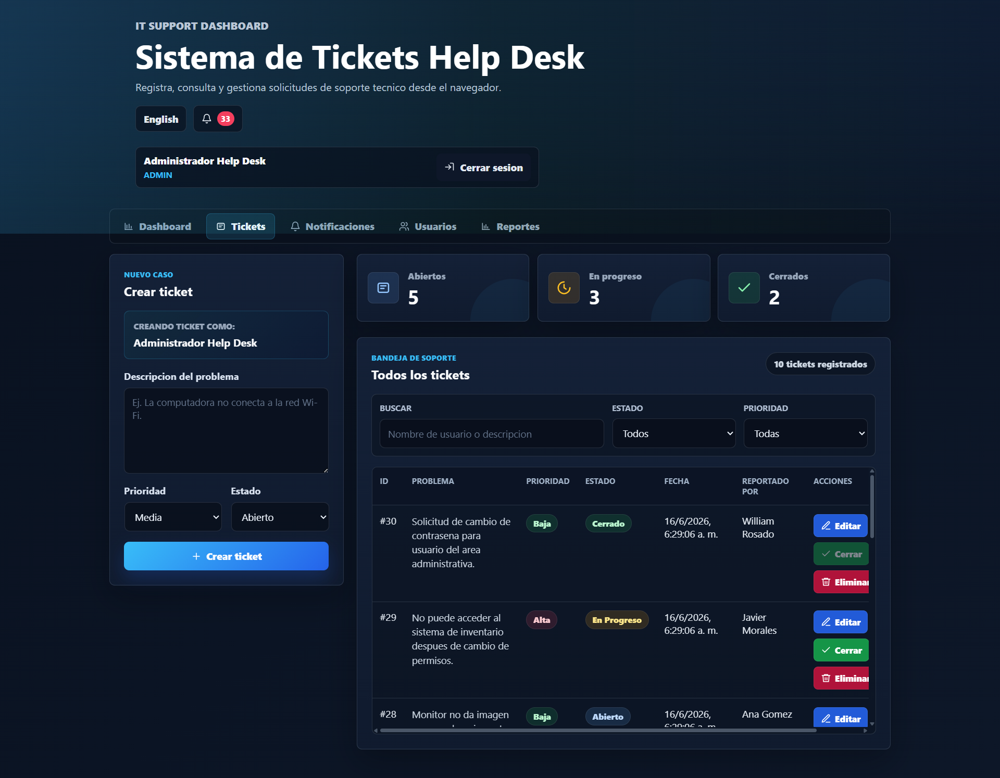 IT SUPPORT DASHBOARD
Sistema de Tickets Help Desk
Registra, consulta y gestiona solicitudes de soporte tecnico desde el navegador.
English
33
Administrador Help Desk
ADMIN
Cerrar sesion
Dashboard
Tickets
Notificaciones
Usuarios
Reportes
NUEVO CASO
Crear ticket
CREANDO TICKET COMO:
Administrador Help Desk
Descripcion del problema
Ej. La computadora no conecta a la red Wi-
Fi.
Prioridad
Estado
Media
Abierto
Crear ticket
Abiertos
5
En progreso
3
Cerrados
2
BANDEJA DE SOPORTE
Todos los tickets
10 tickets registrados
BUSCAR
ESTADO
PRIORIDAD
Nombre de usuario o descripcion
Todos
Todas
ID
PROBLEMA
PRIORIDAD
ESTADO
FECHA
REPORTADO
POR
ACCIONES
#30
Solicitud de cambio de
contrasena para
usuario del area
administrativa.
Baja
Cerrado
16/6/2026,
6:29:06 a. m.
William
Rosado
Editar
Cerrar
Eliminar
#29
No puede acceder al
sistema de inventario
despues de cambio de
permisos.
Alta
En Progreso
16/6/2026,
6:29:06 a. m.
Javier
Morales
Editar
Cerrar
Eliminar
#28
Monitor no da imagen
Baja
Abierto
16/6/2026,
6:29:06 a. m.
Ana Gomez
Editar